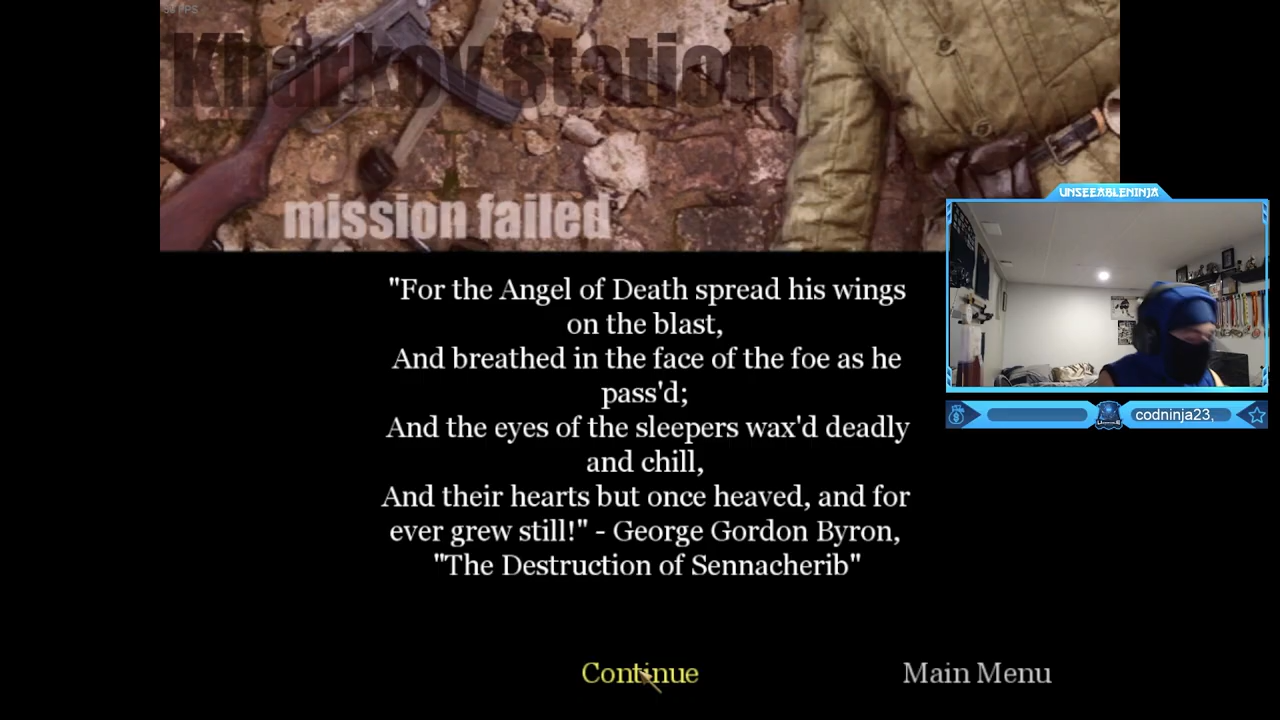 53 FPS
Kharkov Station
mission failed
UNSEEABLENINJA
"For the Angel of Death spread his wings
on the blast,
And breathed in the face of the foe as he
pass'd;
And the eyes of the sleepers wax'd deadly
and chill,
And their hearts but once heaved, and for
ever grew still!" - George Gordon Byron,
"The Destruction of Sennacherib"
codninja23,
Continue
Main Menu